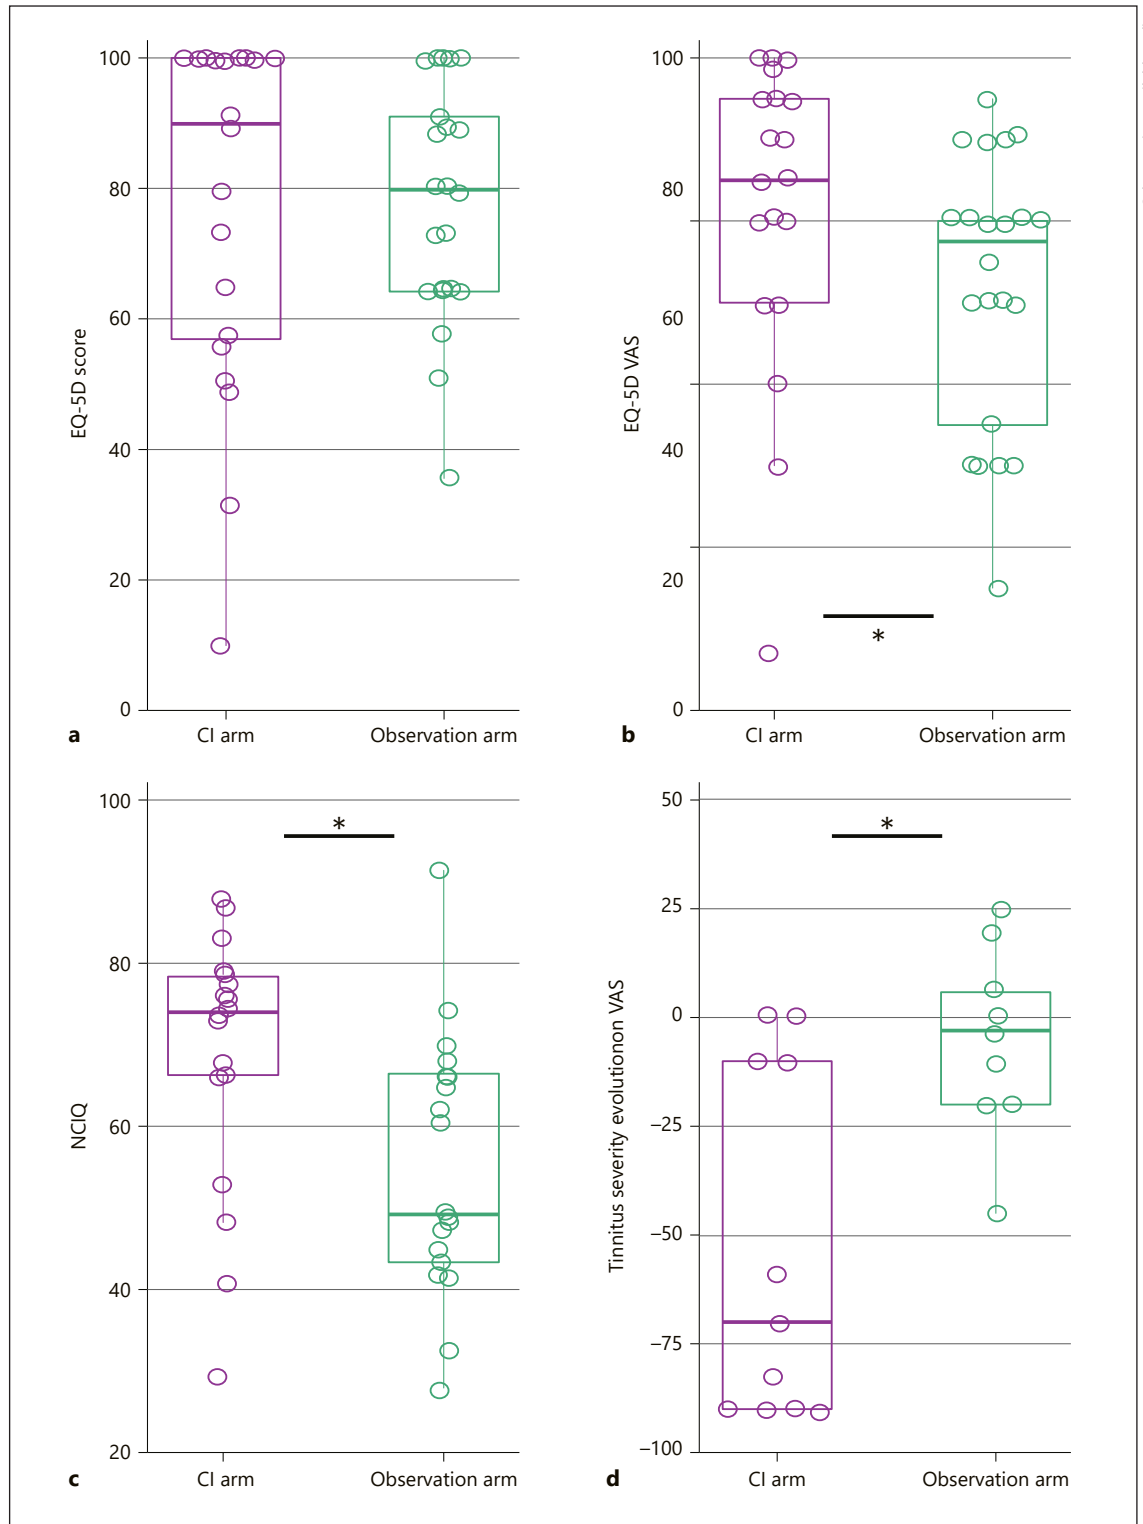 100
80
60
40
20
0
EQ-5D score
CI arm
Observation arm
a
100
80
60
40
20
0
EQ-5D VAS
*
CI arm
Observation arm
b
100
80
60
40
20
NCIQ
*
CI arm
Observation arm
c
50
25
0
–25
–50
–75
–100
Tinnitus severity evolutionon VAS
*
CI arm
Observation arm
d